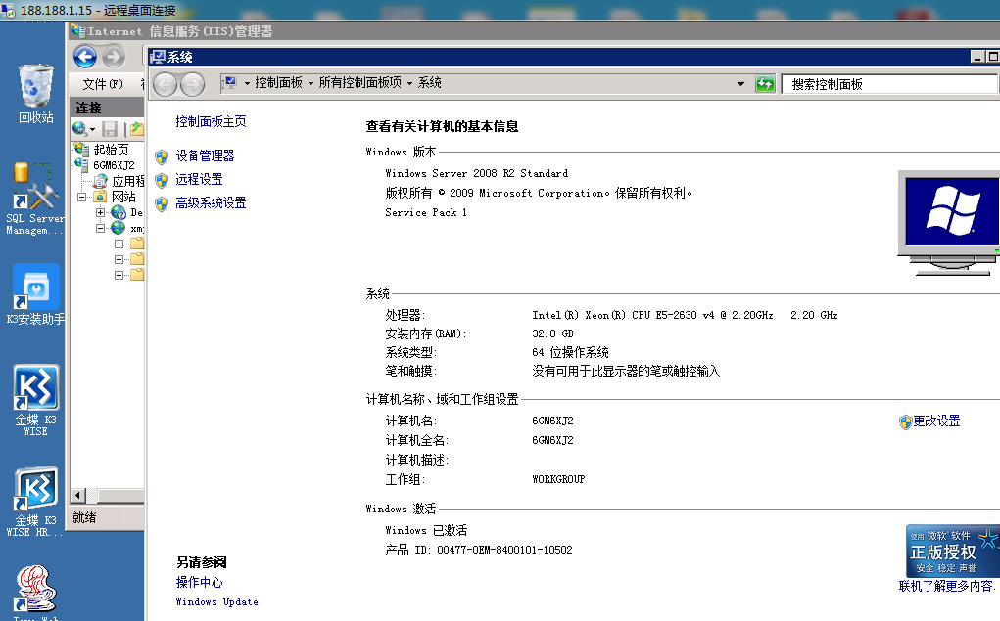 188.188.1.15 - 远程桌面连接
Internet 信息服务(IIS)管理器
系统
控制面板 所有控制面板项 系统
搜索控制面板
文件(F)
连接
起始页
6GM6XJ2
应用程
网站
De
xm
就绪
回收站
SQL Server
Managem...
K3安装助手
金蝶 K3
WISE
金蝶 K3
WISE HR...
控制面板主页
设备管理器
远程设置
高级系统设置
另请参阅
操作中心
Windows Update
查看有关计算机的基本信息
Windows 版本
Windows Server 2008 R2 Standard
版权所有 © 2009 Microsoft Corporation。保留所有权利。
Service Pack 1
系统
处理器: Intel(R) Xeon(R) CPU E5-2630 v4 @ 2.20GHz 2.20 GHz
安装内存(RAM): 32.0 GB
系统类型: 64 位操作系统
笔和触摸: 没有可用于此显示器的笔或触控输入
计算机名称、域和工作组设置
计算机名: 6GM6XJ2
更改设置
计算机全名: 6GM6XJ2
计算机描述:
工作组: WORKGROUP
Windows 激活
Windows 已激活
产品 ID: 00477-OEM-8400101-10502
使用 微软 软件
正版授权
安全 稳定 声誉
联机了解更多内容.